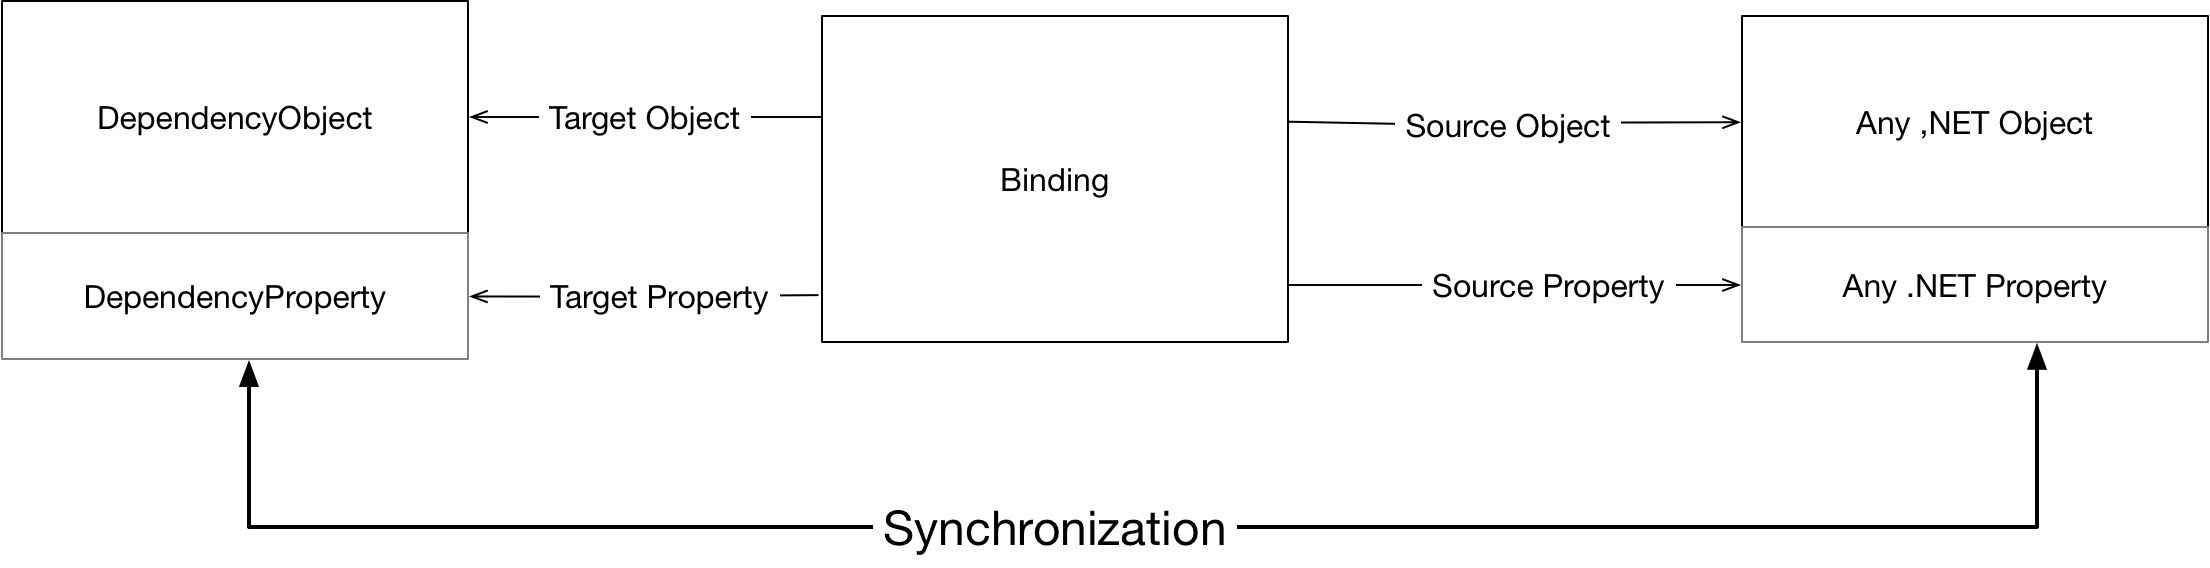 DependencyObject
Target Object
Source Object
Any ,NET Object
Binding
DependencyProperty
Target Property
Source Property
Any .NET Property
Synchronization